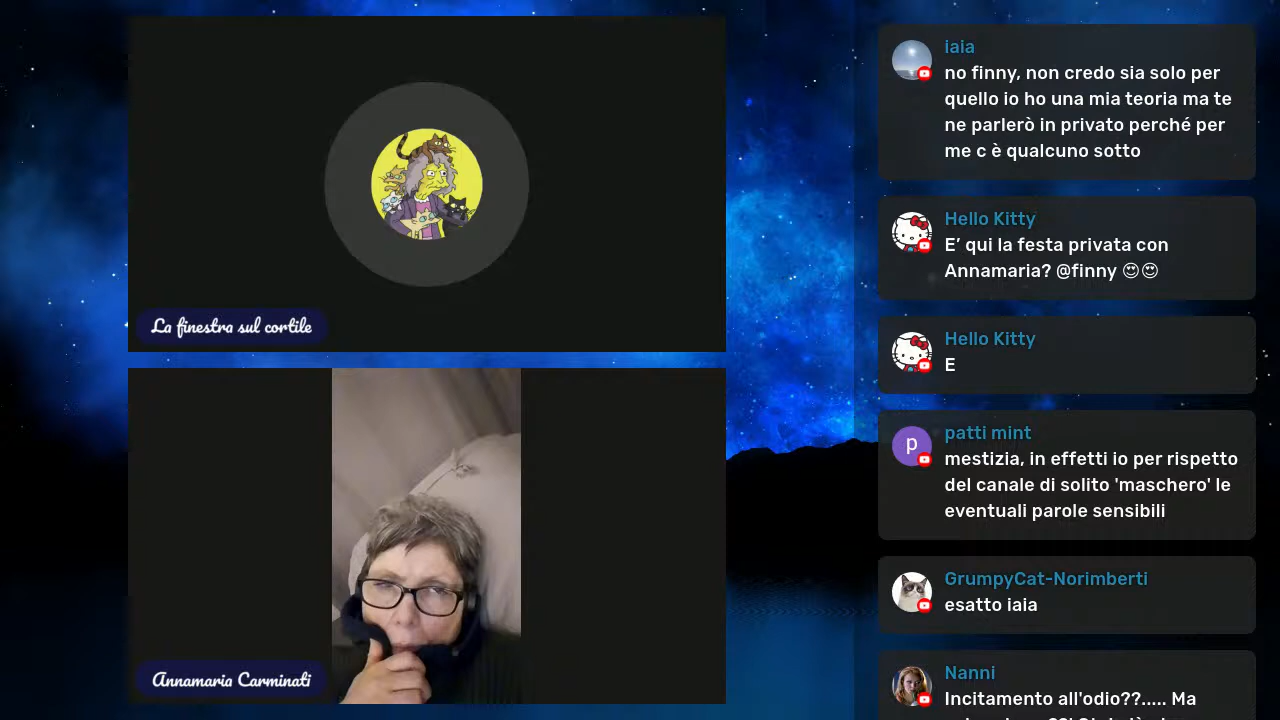 La finestra sul cortile
Annamaria Carminati
iaia
no finny, non credo sia solo per
quello io ho una mia teoria ma te
ne parlerò in privato perché per
me c è qualcuno sotto
Hello Kitty
E’ qui la festa privata con
Annamaria? @finny 😍😍
Hello Kitty
E
p
patti mint
mestizia, in effetti io per rispetto
del canale di solito 'maschero' le
eventuali parole sensibili
GrumpyCat-Norimberti
esatto iaia
Nanni
Incitamento all'odio??..... Ma